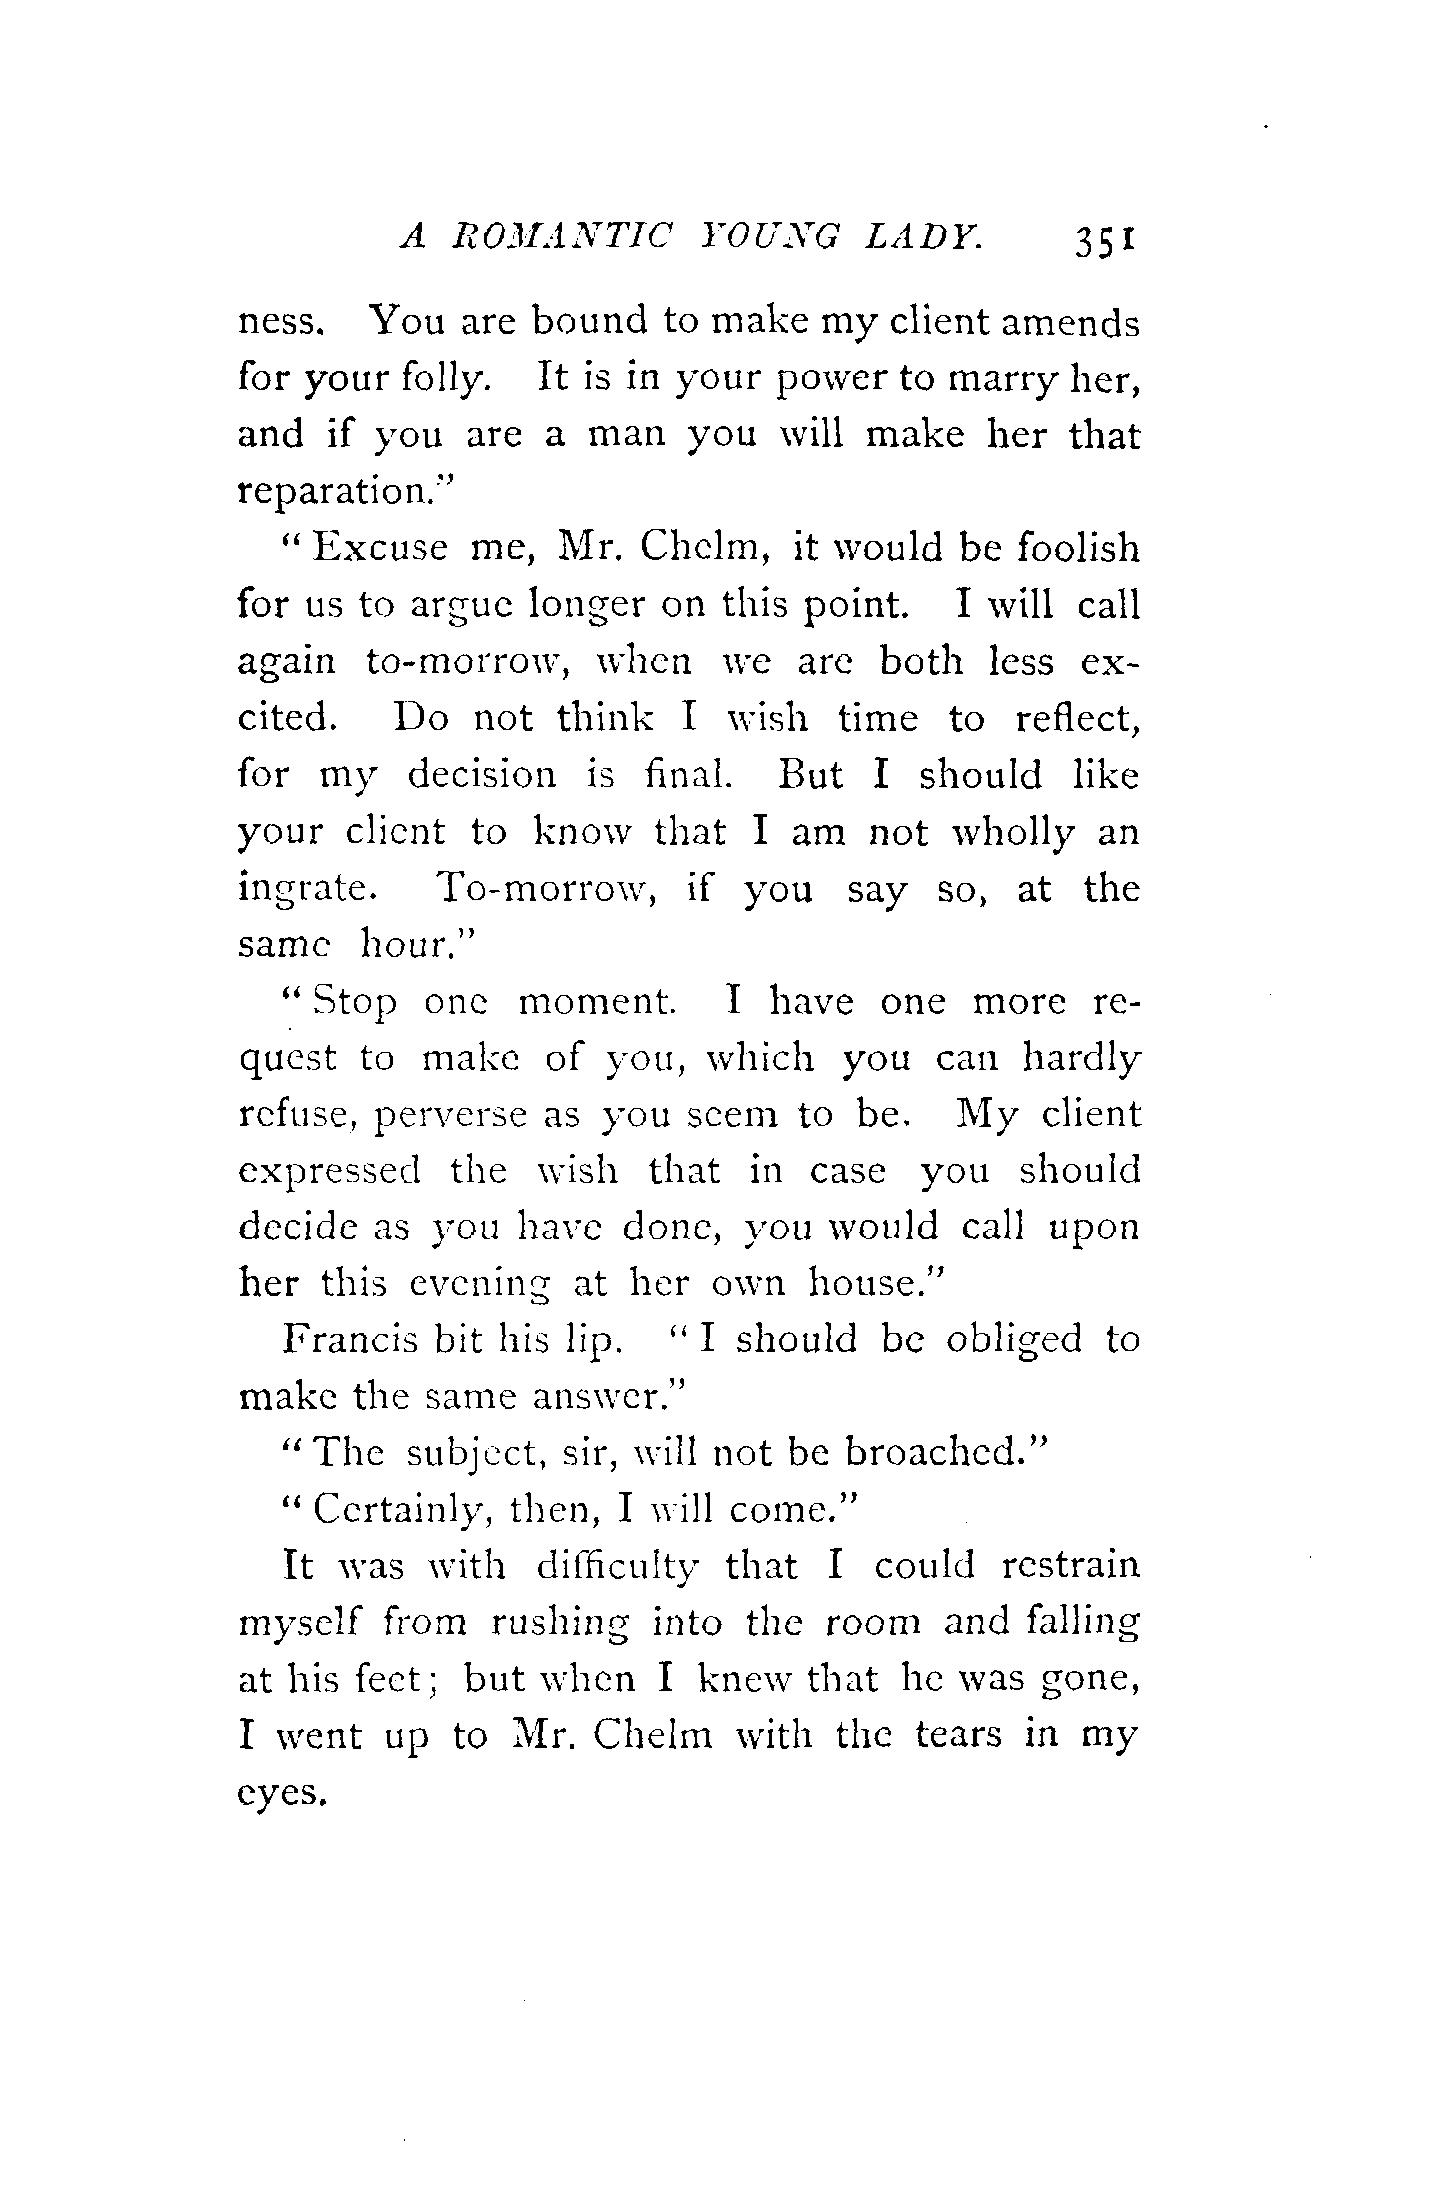 A ROMANTIC YOUNG LADY. 351
ness. You are bound to make my client amends
for your folly. It is in your power to marry her,
and if you are a man you will make her that
reparation."
"Excuse me, Mr. Chelm, it would be foolish
for us to argue longer on this point. I will call
again to-morrow, when we are both less ex-
cited. Do not think I wish time to reflect,
for my decision is final. But I should like
your client to know that I am not wholly an
ingrate. To-morrow, if you say so, at the
same hour."
"Stop one moment. I have one more re-
quest to make of you, which you can hardly
refuse, perverse as you seem to be. My client
expressed the wish that in case you should
decide as you have done, you would call upon
her this evening at her own house."
Francis bit his lip. "I should be obliged to
make the same answer."
"The subject, sir, will not be broached."
"Certainly, then, I will come."
It was with difficulty that I could restrain
myself from rushing into the room and falling
at his feet; but when I knew that he was gone,
I went up to Mr. Chelm with the tears in my
eyes.